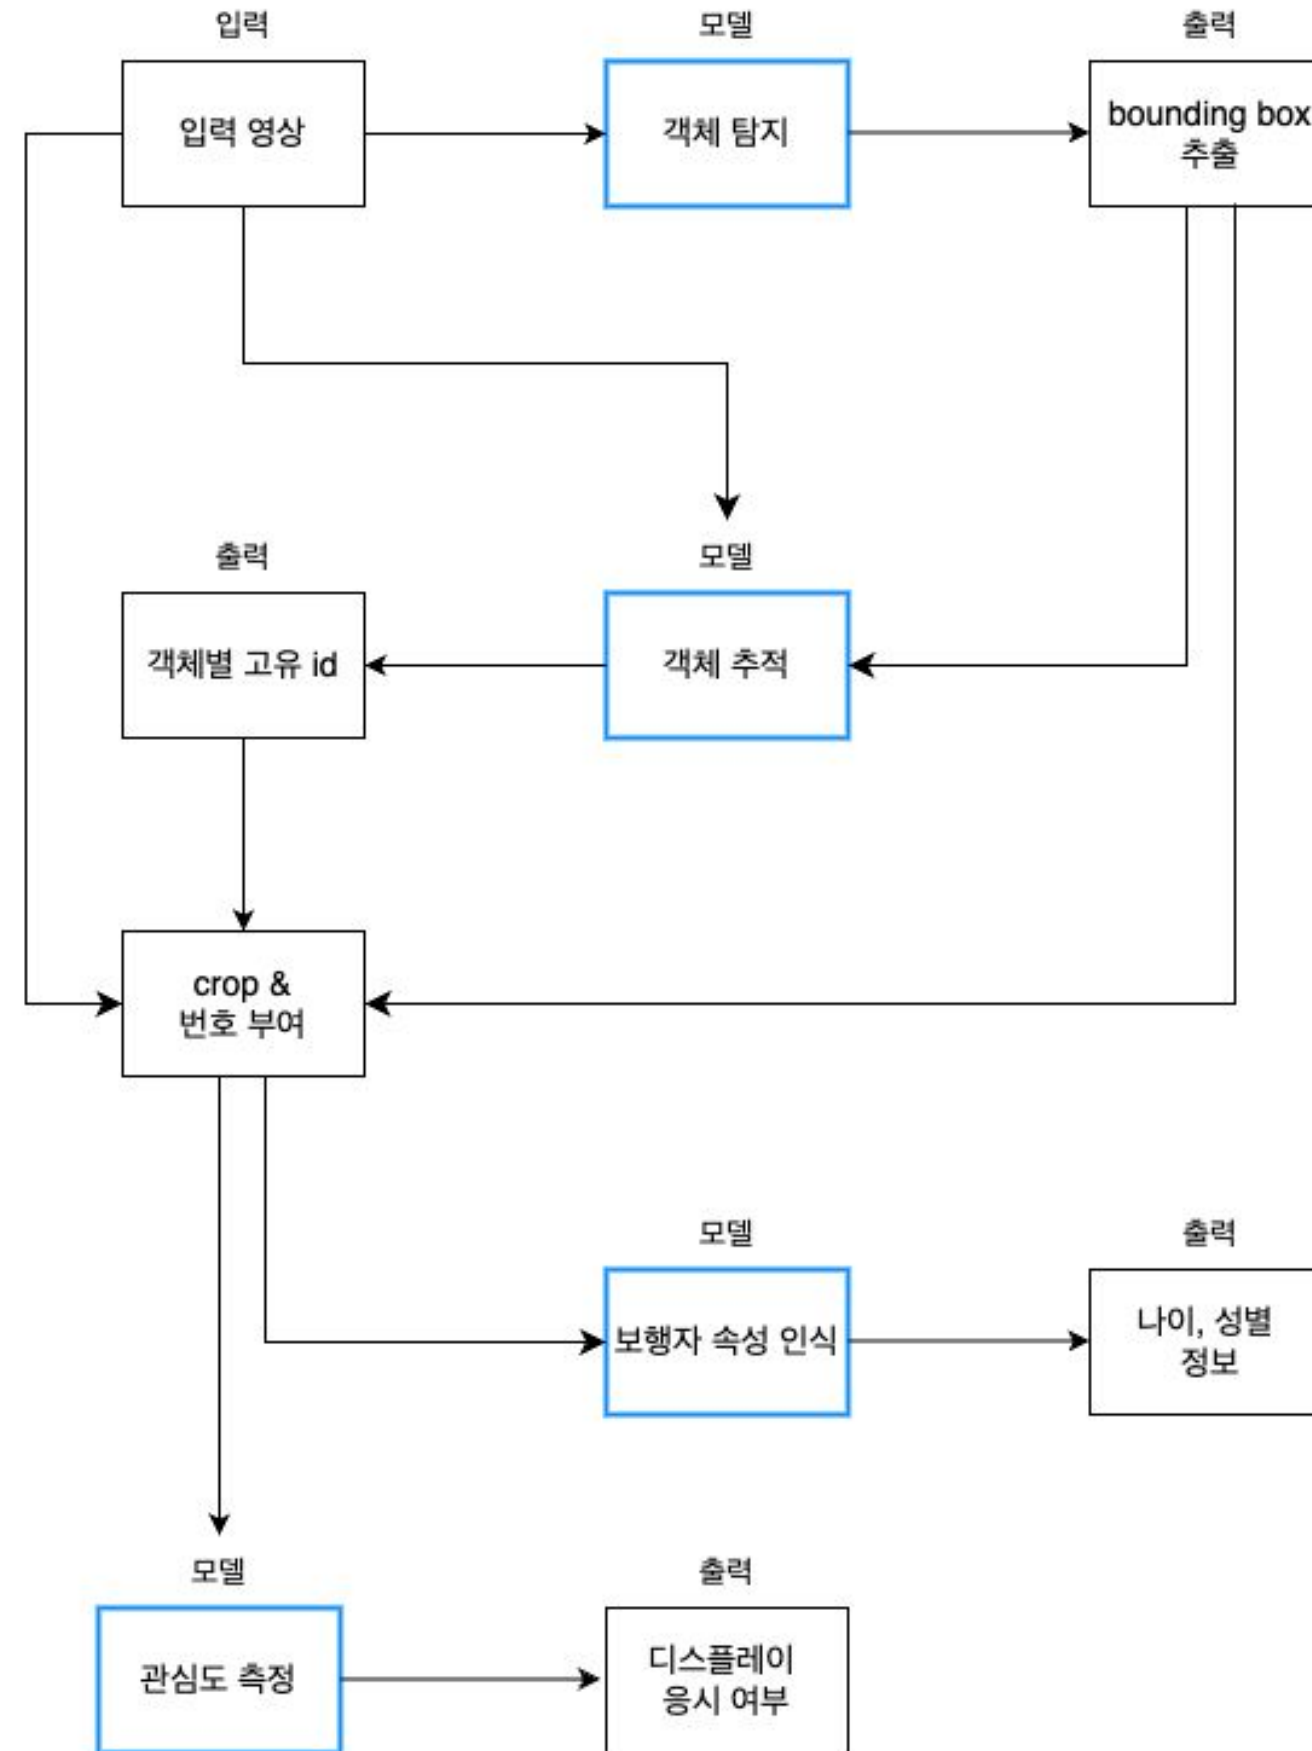 입력
모델
출력
입력 영상
객체 탐지
bounding box
추출
출력
모델
객체별 고유 id
객체 추적
crop &
번호 부여
모델
출력
보행자 속성 인식
나이, 성별
정보
모델
출력
관심도 측정
디스플레이
응시 여부